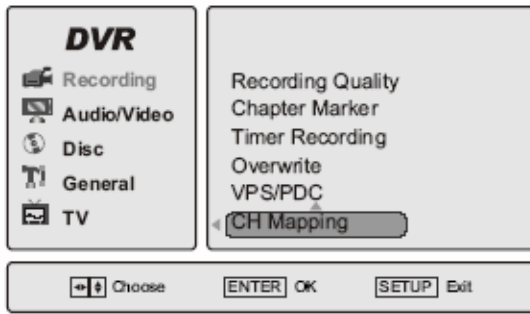 DVR
Recording
Audio/Video
Disc
General
TV
Recording Quality
Chapter Marker
Timer Recording
Overwrite
VPS/PDC
CH Mapping
Choose ENTER OK SETUP Exit